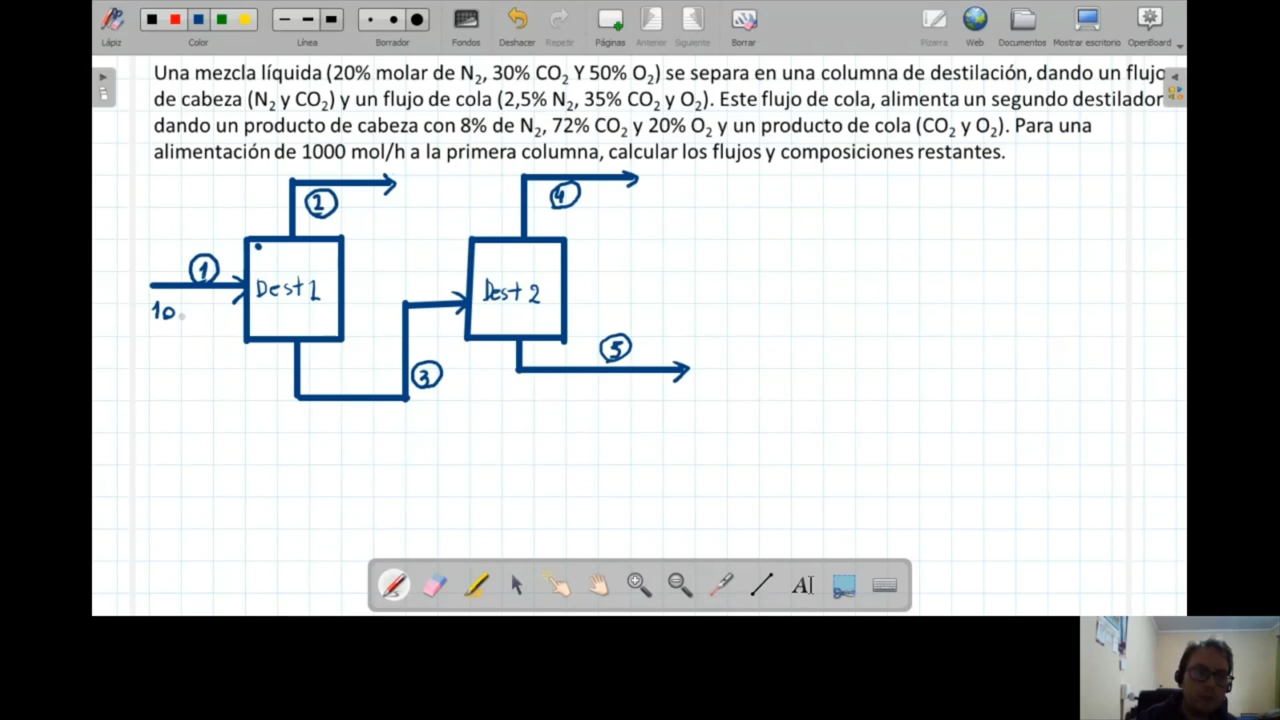 Lápiz Color Línea Borrador Fondos Deshacer Repetir Páginas Anterior Siguiente Borrar Pizarra Web Documentos Mostrar escritorio OpenBoard
Una mezcla líquida (20% molar de N₂, 30% CO₂ Y 50% O₂) se separa en una columna de destilación, dando un flujo
de cabeza (N₂ y CO₂) y un flujo de cola (2,5% N₂, 35% CO₂ y O₂). Este flujo de cola, alimenta un segundo destilador
dando un producto de cabeza con 8% de N₂, 72% CO₂ y 20% O₂ y un producto de cola (CO₂ y O₂). Para una
alimentación de 1000 mol/h a la primera columna, calcular los flujos y composiciones restantes.
2
4
1
Dest 1
Dest 2
10
5
3
AI